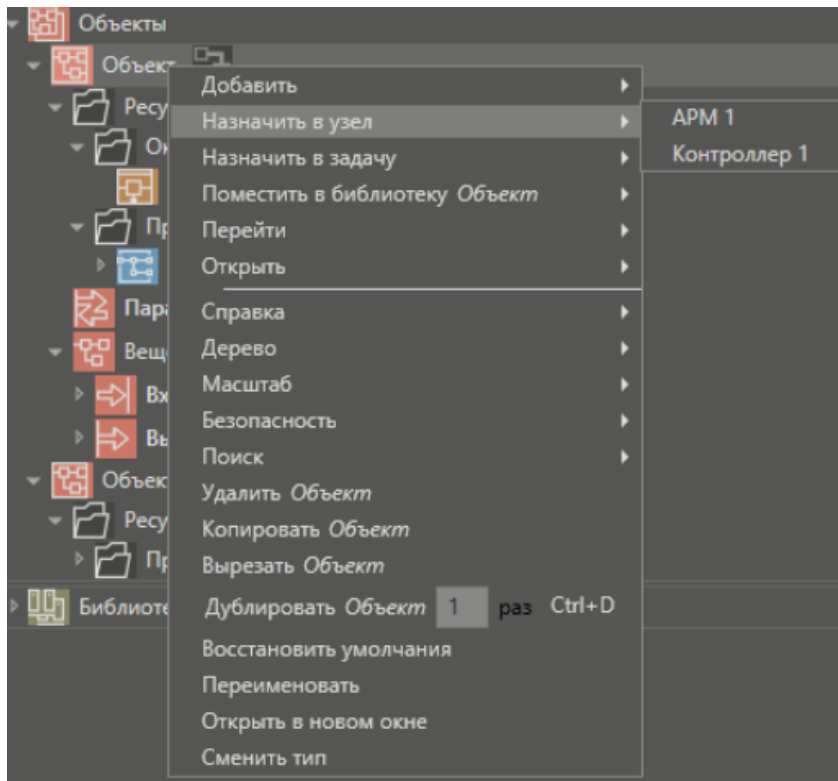 Объекты
Объект
Добавить
Назначить в узел
АРМ 1
Назначить в задачу
Контроллер 1
Поместить в библиотеку Объект
Перейти
Открыть
Справка
Дерево
Масштаб
Безопасность
Поиск
Удалить Объект
Копировать Объект
Вырезать Объект
Дублировать Объект 1 раз Ctrl+D
Восстановить умолчания
Переименовать
Открыть в новом окне
Сменить тип